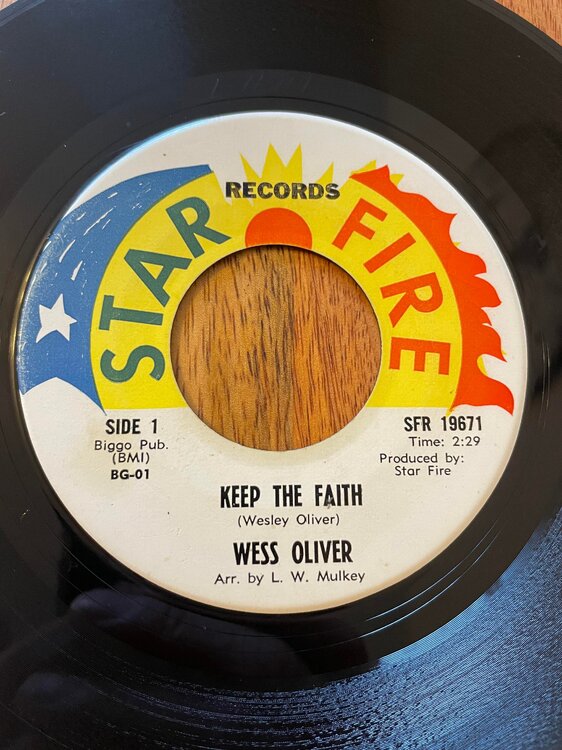 RECORDS
STAR FIRE
SIDE 1
Biggo Pub.
(BMI)
BG-01
SFR 19671
Time: 2:29
Produced by:
Star Fire
KEEP THE FAITH
(Wesley Oliver)
WESS OLIVER
Arr. by L. W. Mulkey